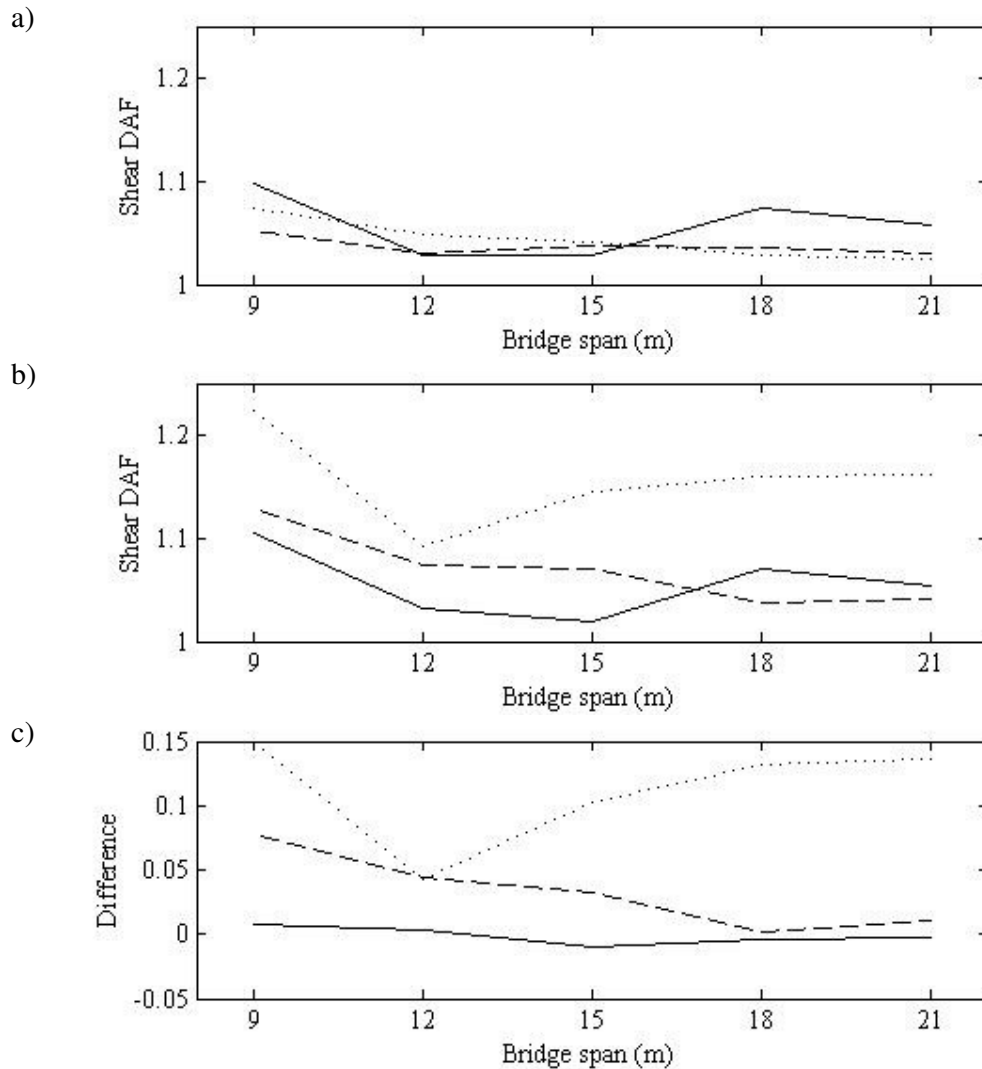 a)
Shear DAF
1.2
1.1
1
9 12 15 18 21
Bridge span (m)
b)
Shear DAF
1.2
1.1
1
9 12 15 18 21
Bridge span (m)
c)
Difference
0.15
0.1
0.05
0
-0.05
9 12 15 18 21
Bridge span (m)